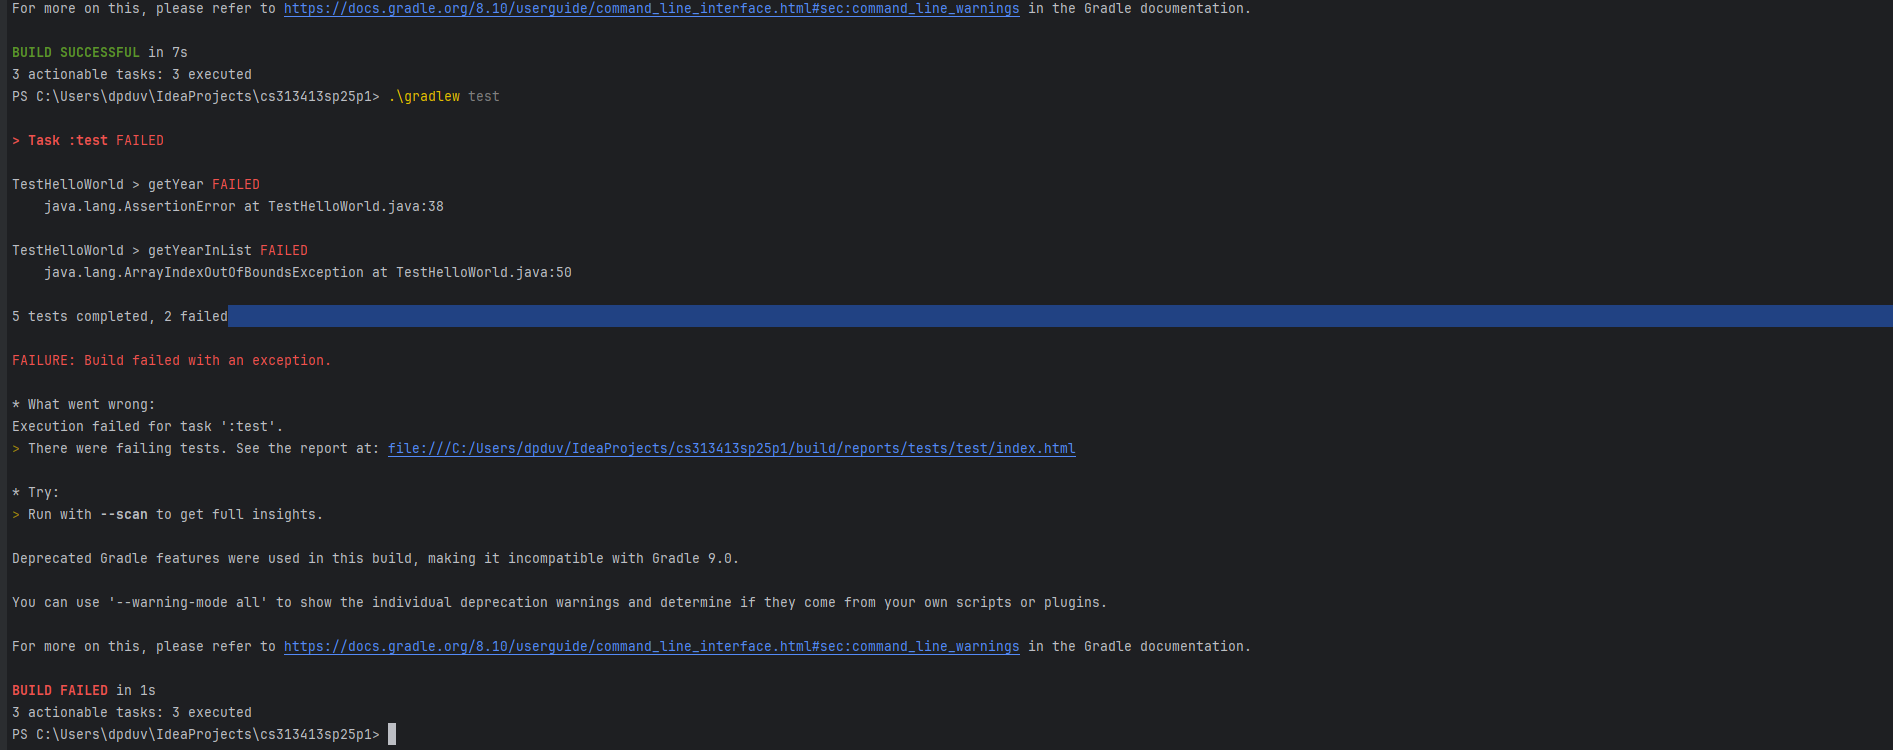 For more on this, please refer to https://docs.gradle.org/8.10/userguide/command_line_interface.html#sec:command_line_warnings in the Gradle documentation.
BUILD SUCCESSFUL in 7s
3 actionable tasks: 3 executed
PS C:\Users\dpduv\IdeaProjects\cs313413sp25p1> .\gradlew test
> Task :test FAILED
TestHelloWorld > getYear FAILED
java.lang.AssertionError at TestHelloWorld.java:38
TestHelloWorld > getYearInList FAILED
java.lang.ArrayIndexOutOfBoundsException at TestHelloWorld.java:50
5 tests completed, 2 failed
FAILURE: Build failed with an exception.
* What went wrong:
Execution failed for task ':test'.
> There were failing tests. See the report at: file:///C:/Users/dpduv/IdeaProjects/cs313413sp25p1/build/reports/tests/test/index.html
* Try:
> Run with --scan to get full insights.
Deprecated Gradle features were used in this build, making it incompatible with Gradle 9.0.
You can use '--warning-mode all' to show the individual deprecation warnings and determine if they come from your own scripts or plugins.
For more on this, please refer to https://docs.gradle.org/8.10/userguide/command_line_interface.html#sec:command_line_warnings in the Gradle documentation.
BUILD FAILED in 1s
3 actionable tasks: 3 executed
PS C:\Users\dpduv\IdeaProjects\cs313413sp25p1>